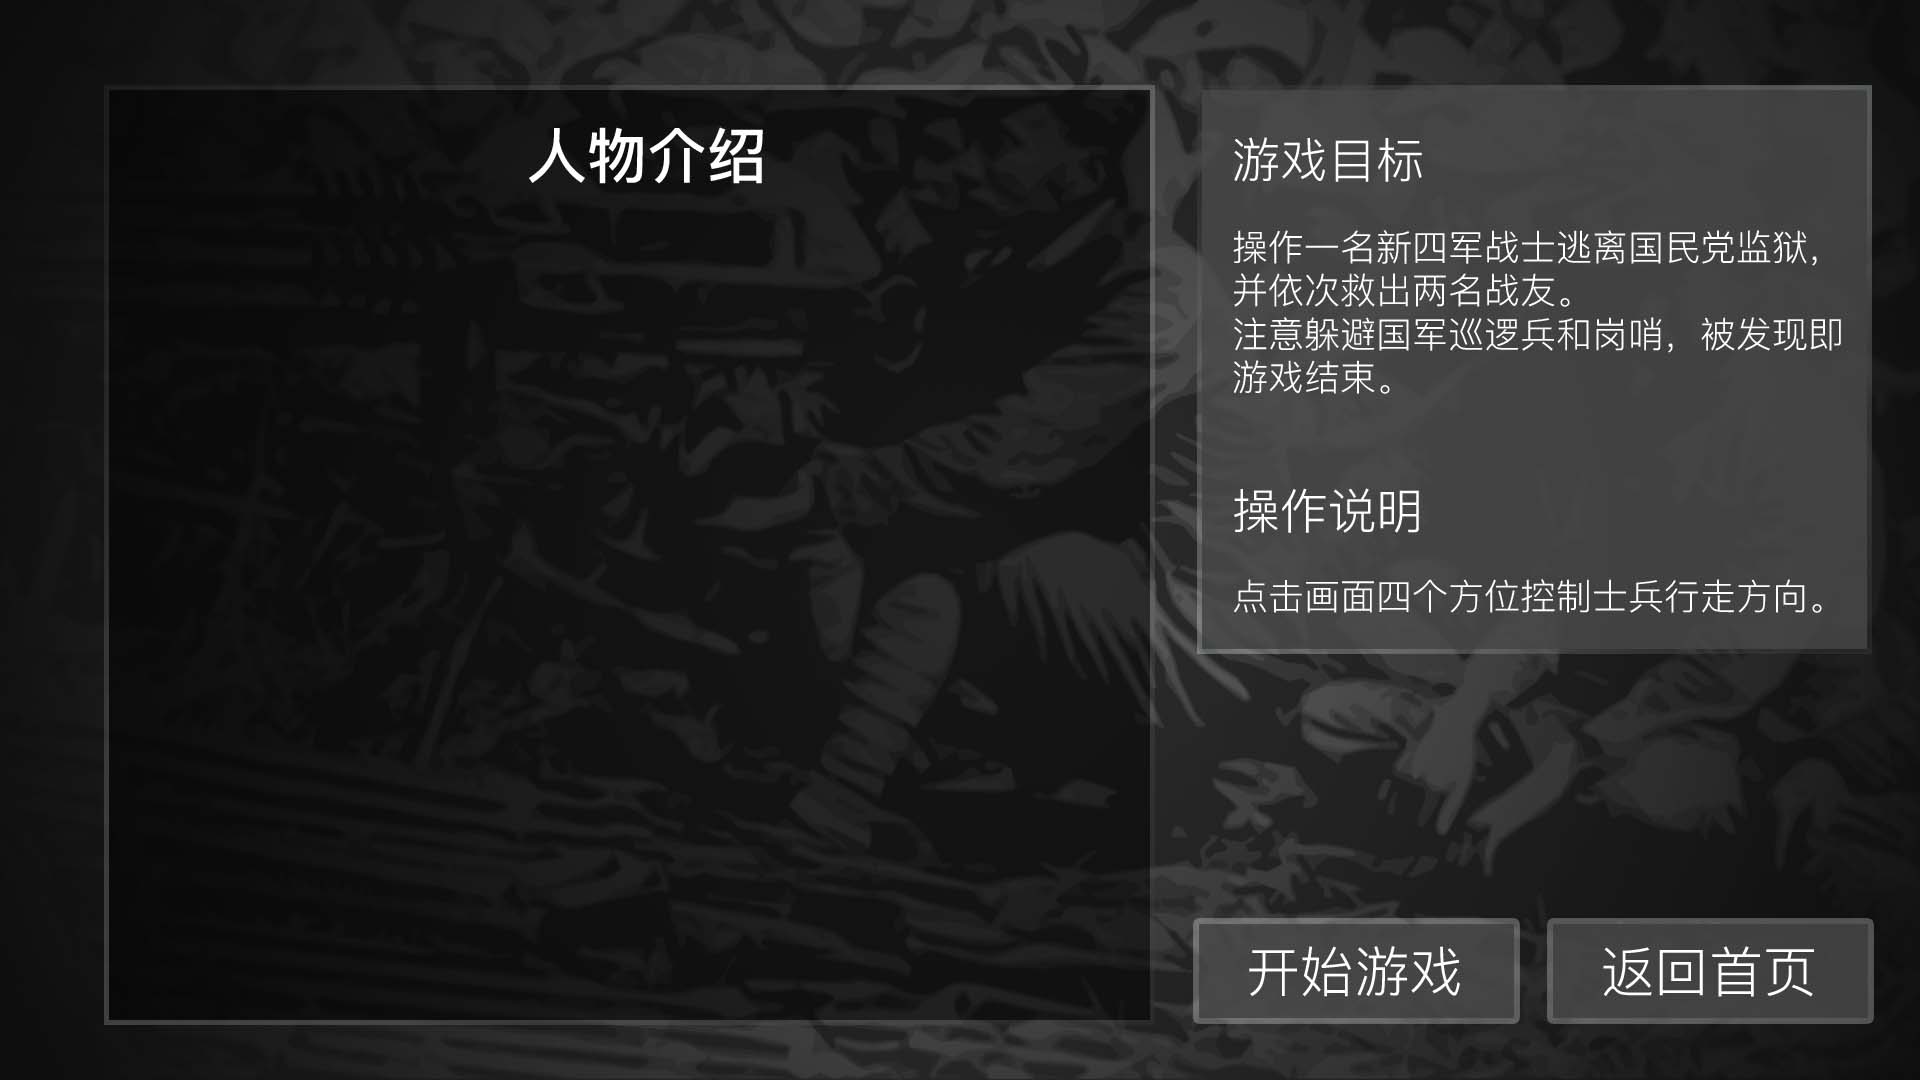 人物介绍
游戏目标
操作一名新四军战士逃离国民党监狱，
并依次救出两名战友。
注意躲避国军巡逻兵和岗哨，被发现即
游戏结束。
操作说明
点击画面四个方位控制士兵行走方向。
开始游戏
返回首页